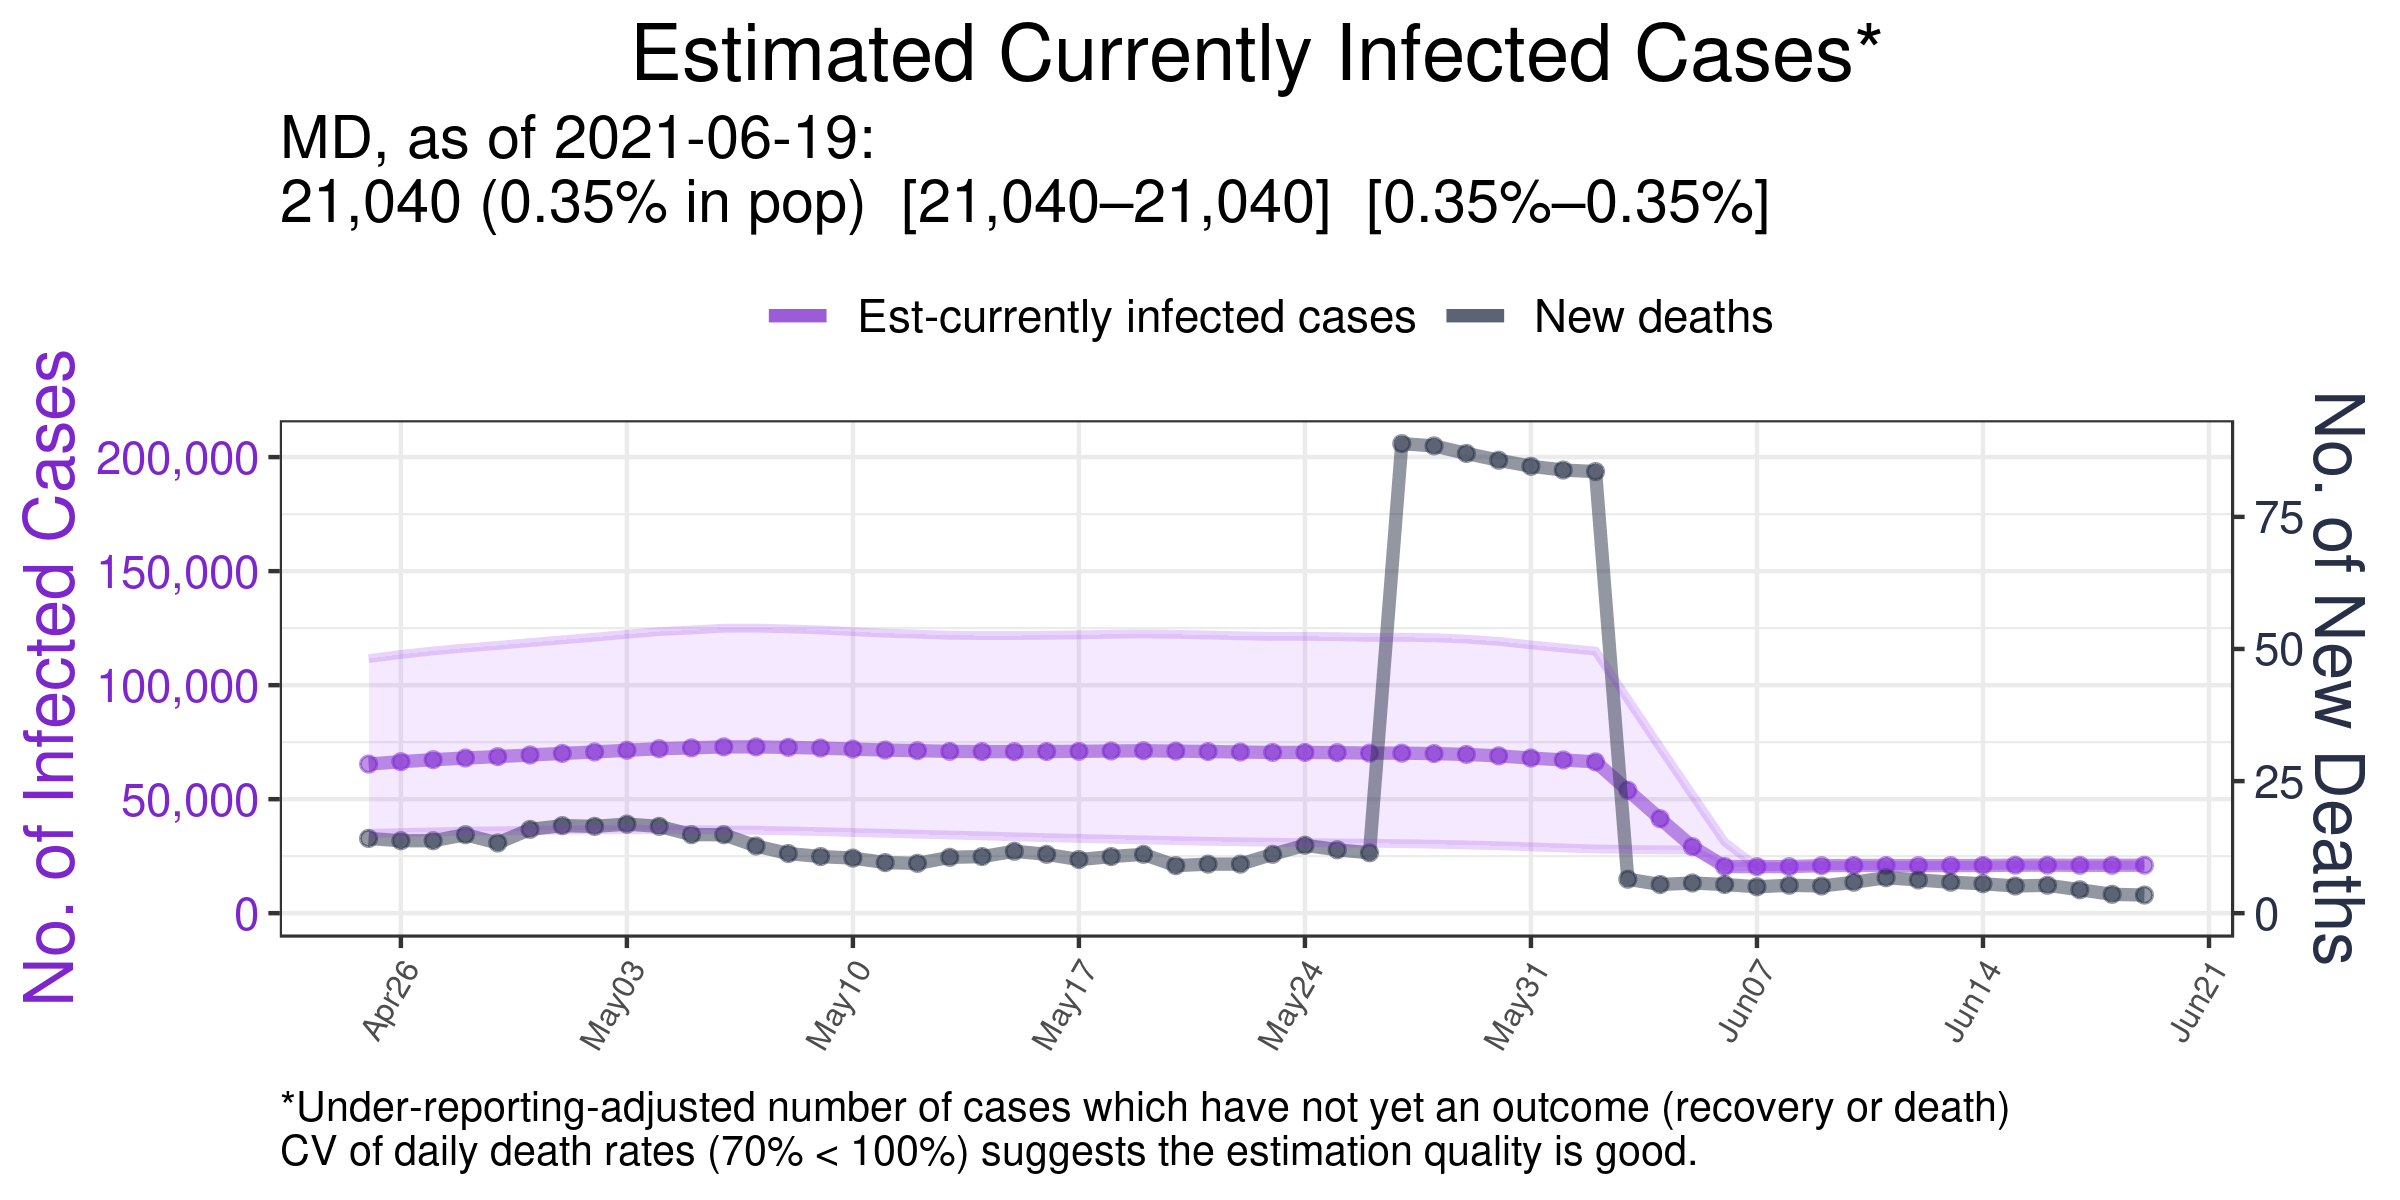 Estimated Currently Infected Cases*
MD, as of 2021-06-19:
21,040 (0.35% in pop)  [21,040–21,040]  [0.35%–0.35%]
Est-currently infected cases
New deaths
No. of Infected Cases
200,000
150,000
100,000
50,000
0
No. of New Deaths
75
50
25
0
Apr26
May03
May10
May17
May24
May31
Jun07
Jun14
Jun21
*Under-reporting-adjusted number of cases which have not yet an outcome (recovery or death)
CV of daily death rates (70% < 100%) suggests the estimation quality is good.